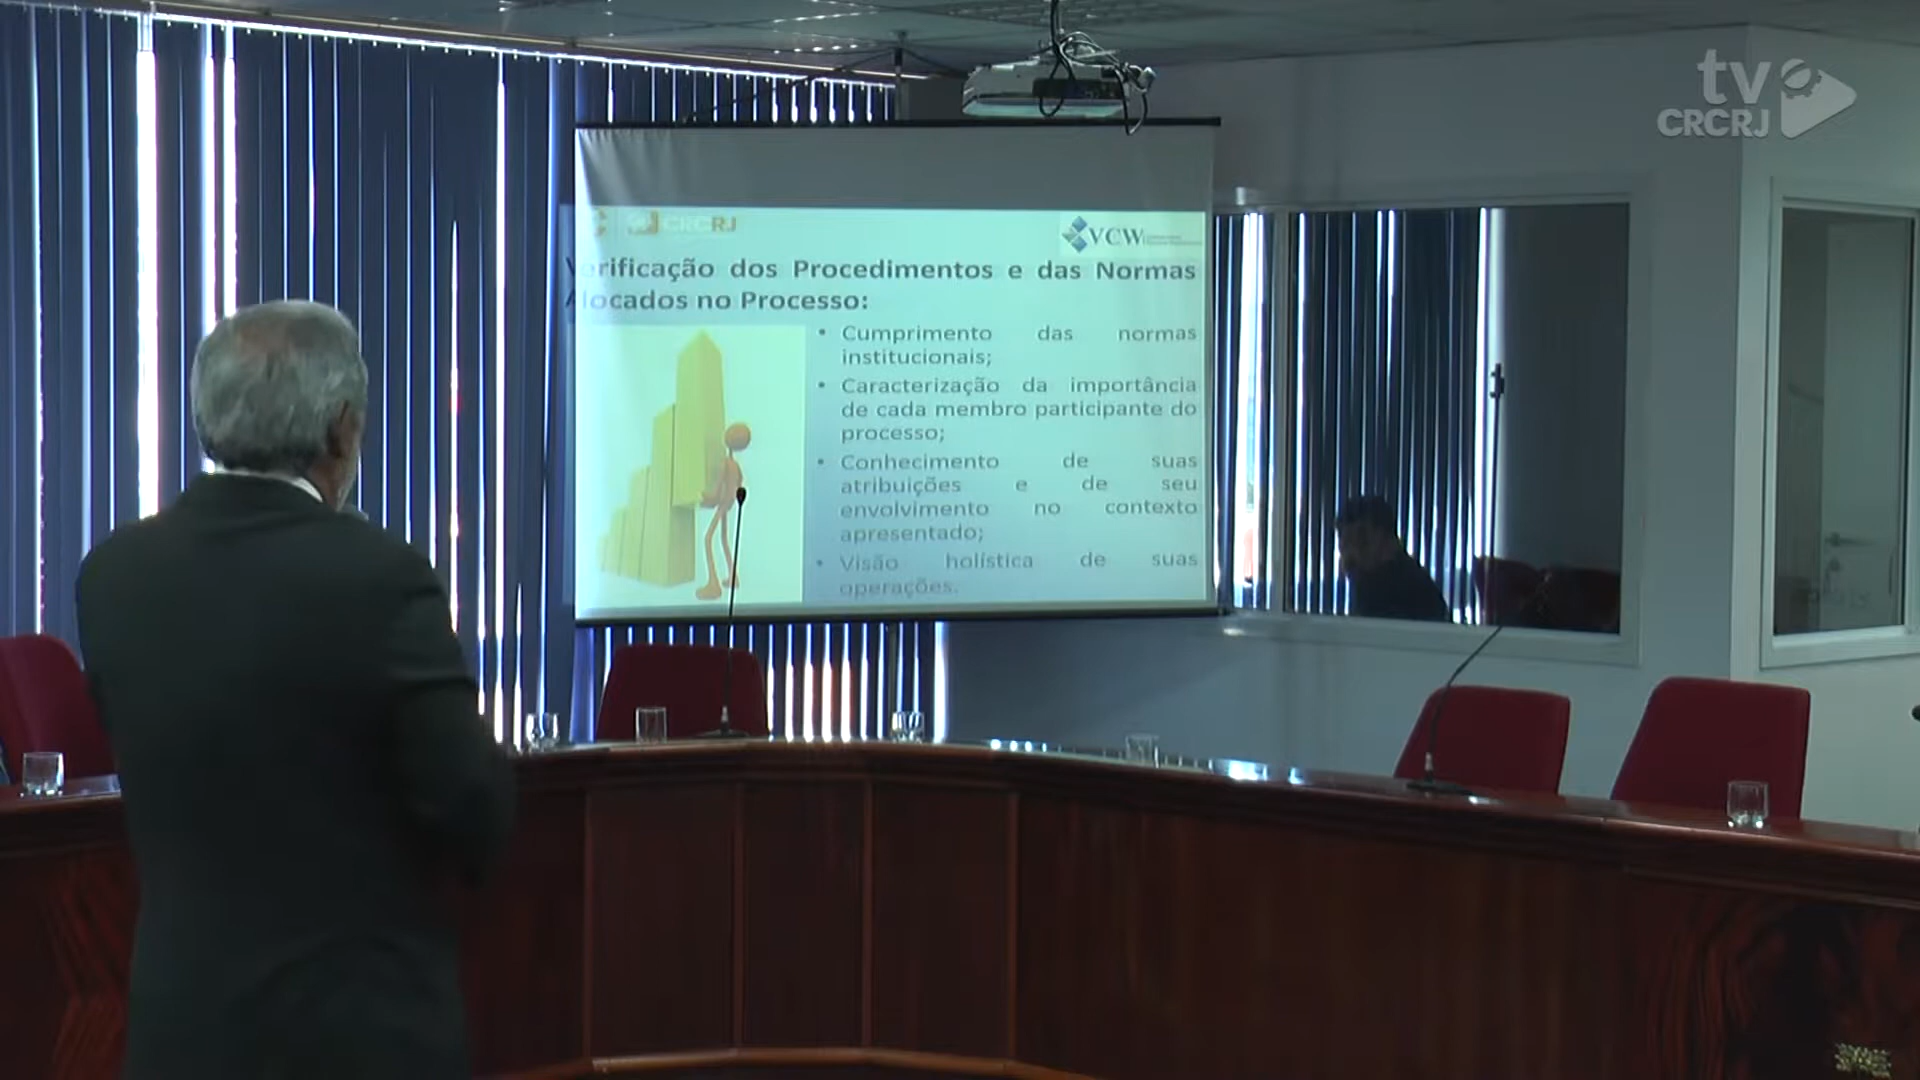 tv
CRCRJ
CRCRJ
VCW
Verificação dos Procedimentos e das Normas
Alocados no Processo:
• Cumprimento das normas
institucionais;
• Caracterização da importância
de cada membro participante do
processo;
• Conhecimento de suas
atribuições e de seu
envolvimento no contexto
apresentado;
• Visão holística de suas
operações.